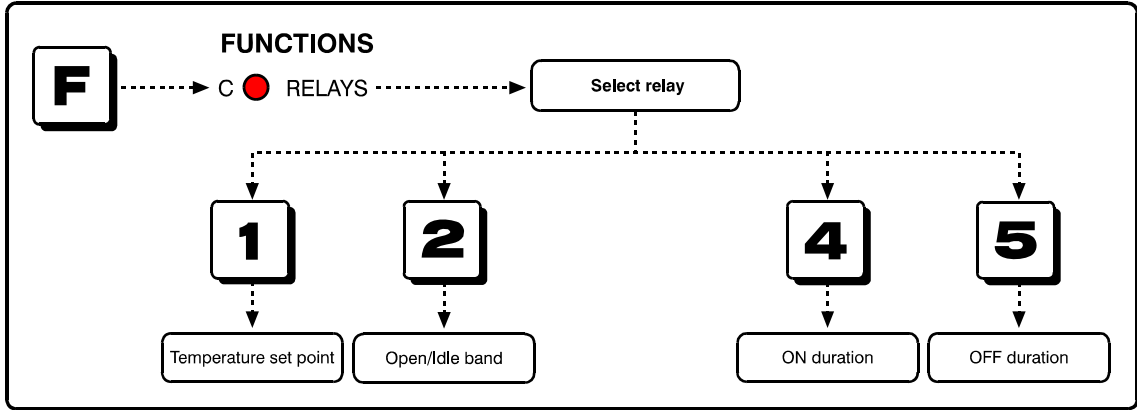 FUNCTIONS
F
C RELAYS
Select relay
1 2 4 5
Temperature set point
Open/Idle band
ON duration
OFF duration